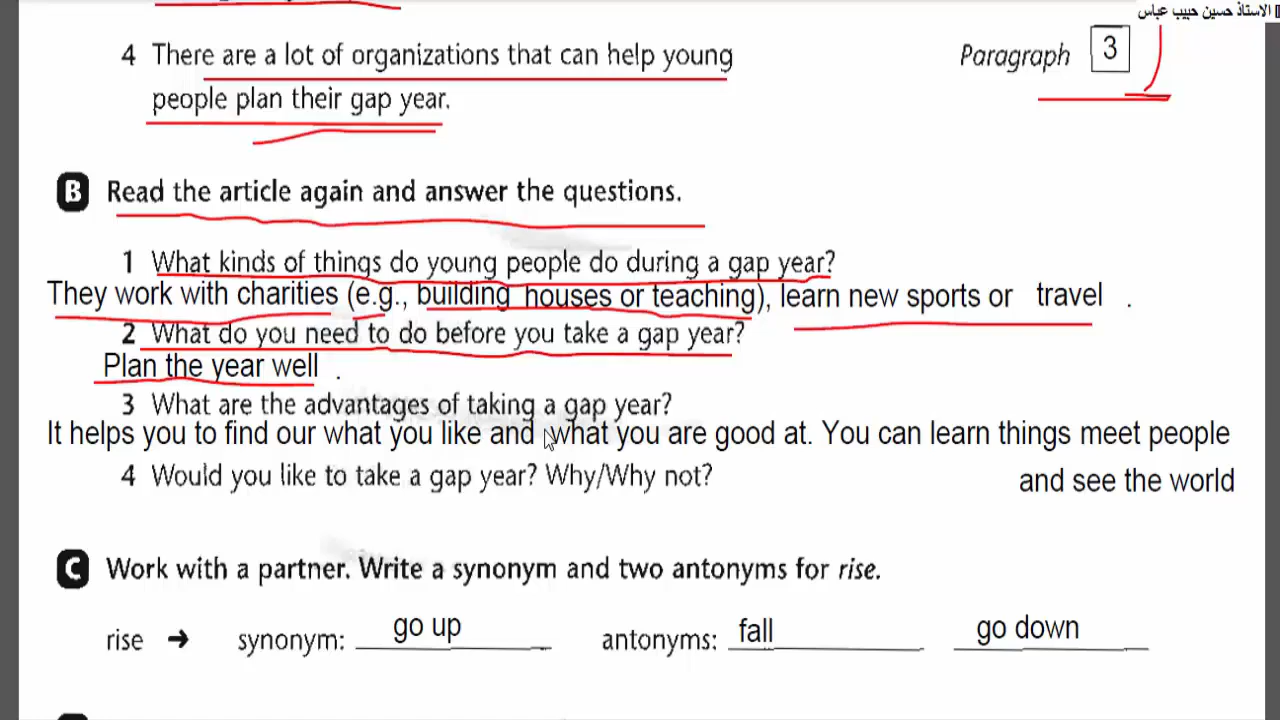 الاستاذ حسين حبيب عباس
4 There are a lot of organizations that can help young
people plan their gap year.
Paragraph 3
B Read the article again and answer the questions.
1 What kinds of things do young people do during a gap year?
They work with charities (e.g., building houses or teaching), learn new sports or travel .
2 What do you need to do before you take a gap year?
Plan the year well .
3 What are the advantages of taking a gap year?
It helps you to find our what you like and what you are good at. You can learn things meet people
4 Would you like to take a gap year? Why/Why not?
and see the world
C Work with a partner. Write a synonym and two antonyms for rise.
rise → synonym: go up antonyms: fall go down